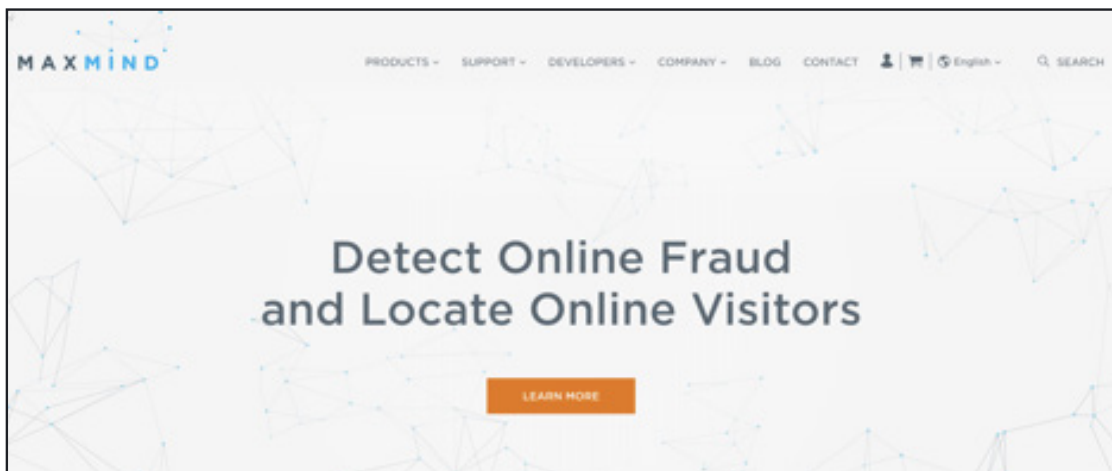 MAXMIND
PRODUCTS SUPPORT DEVELOPERS COMPANY BLOG CONTACT English SEARCH
Detect Online Fraud
and Locate Online Visitors
LEARN MORE